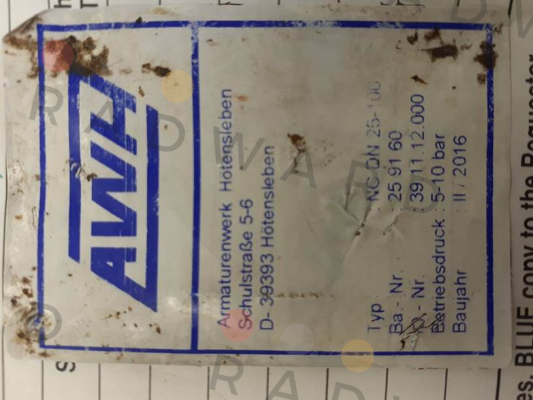 AWH
Armaturenwerk Hötensleben
Schulstraße 5-6
D- 39393 Hötensleben
Typ : NC DN 25-100
Ba.- Nr. : 25 91 60
- Nr : 39.11.12.000
Betriebsdruck : 5-10 bar
Baujahr : II / 2016
BLUE copy to the Requester